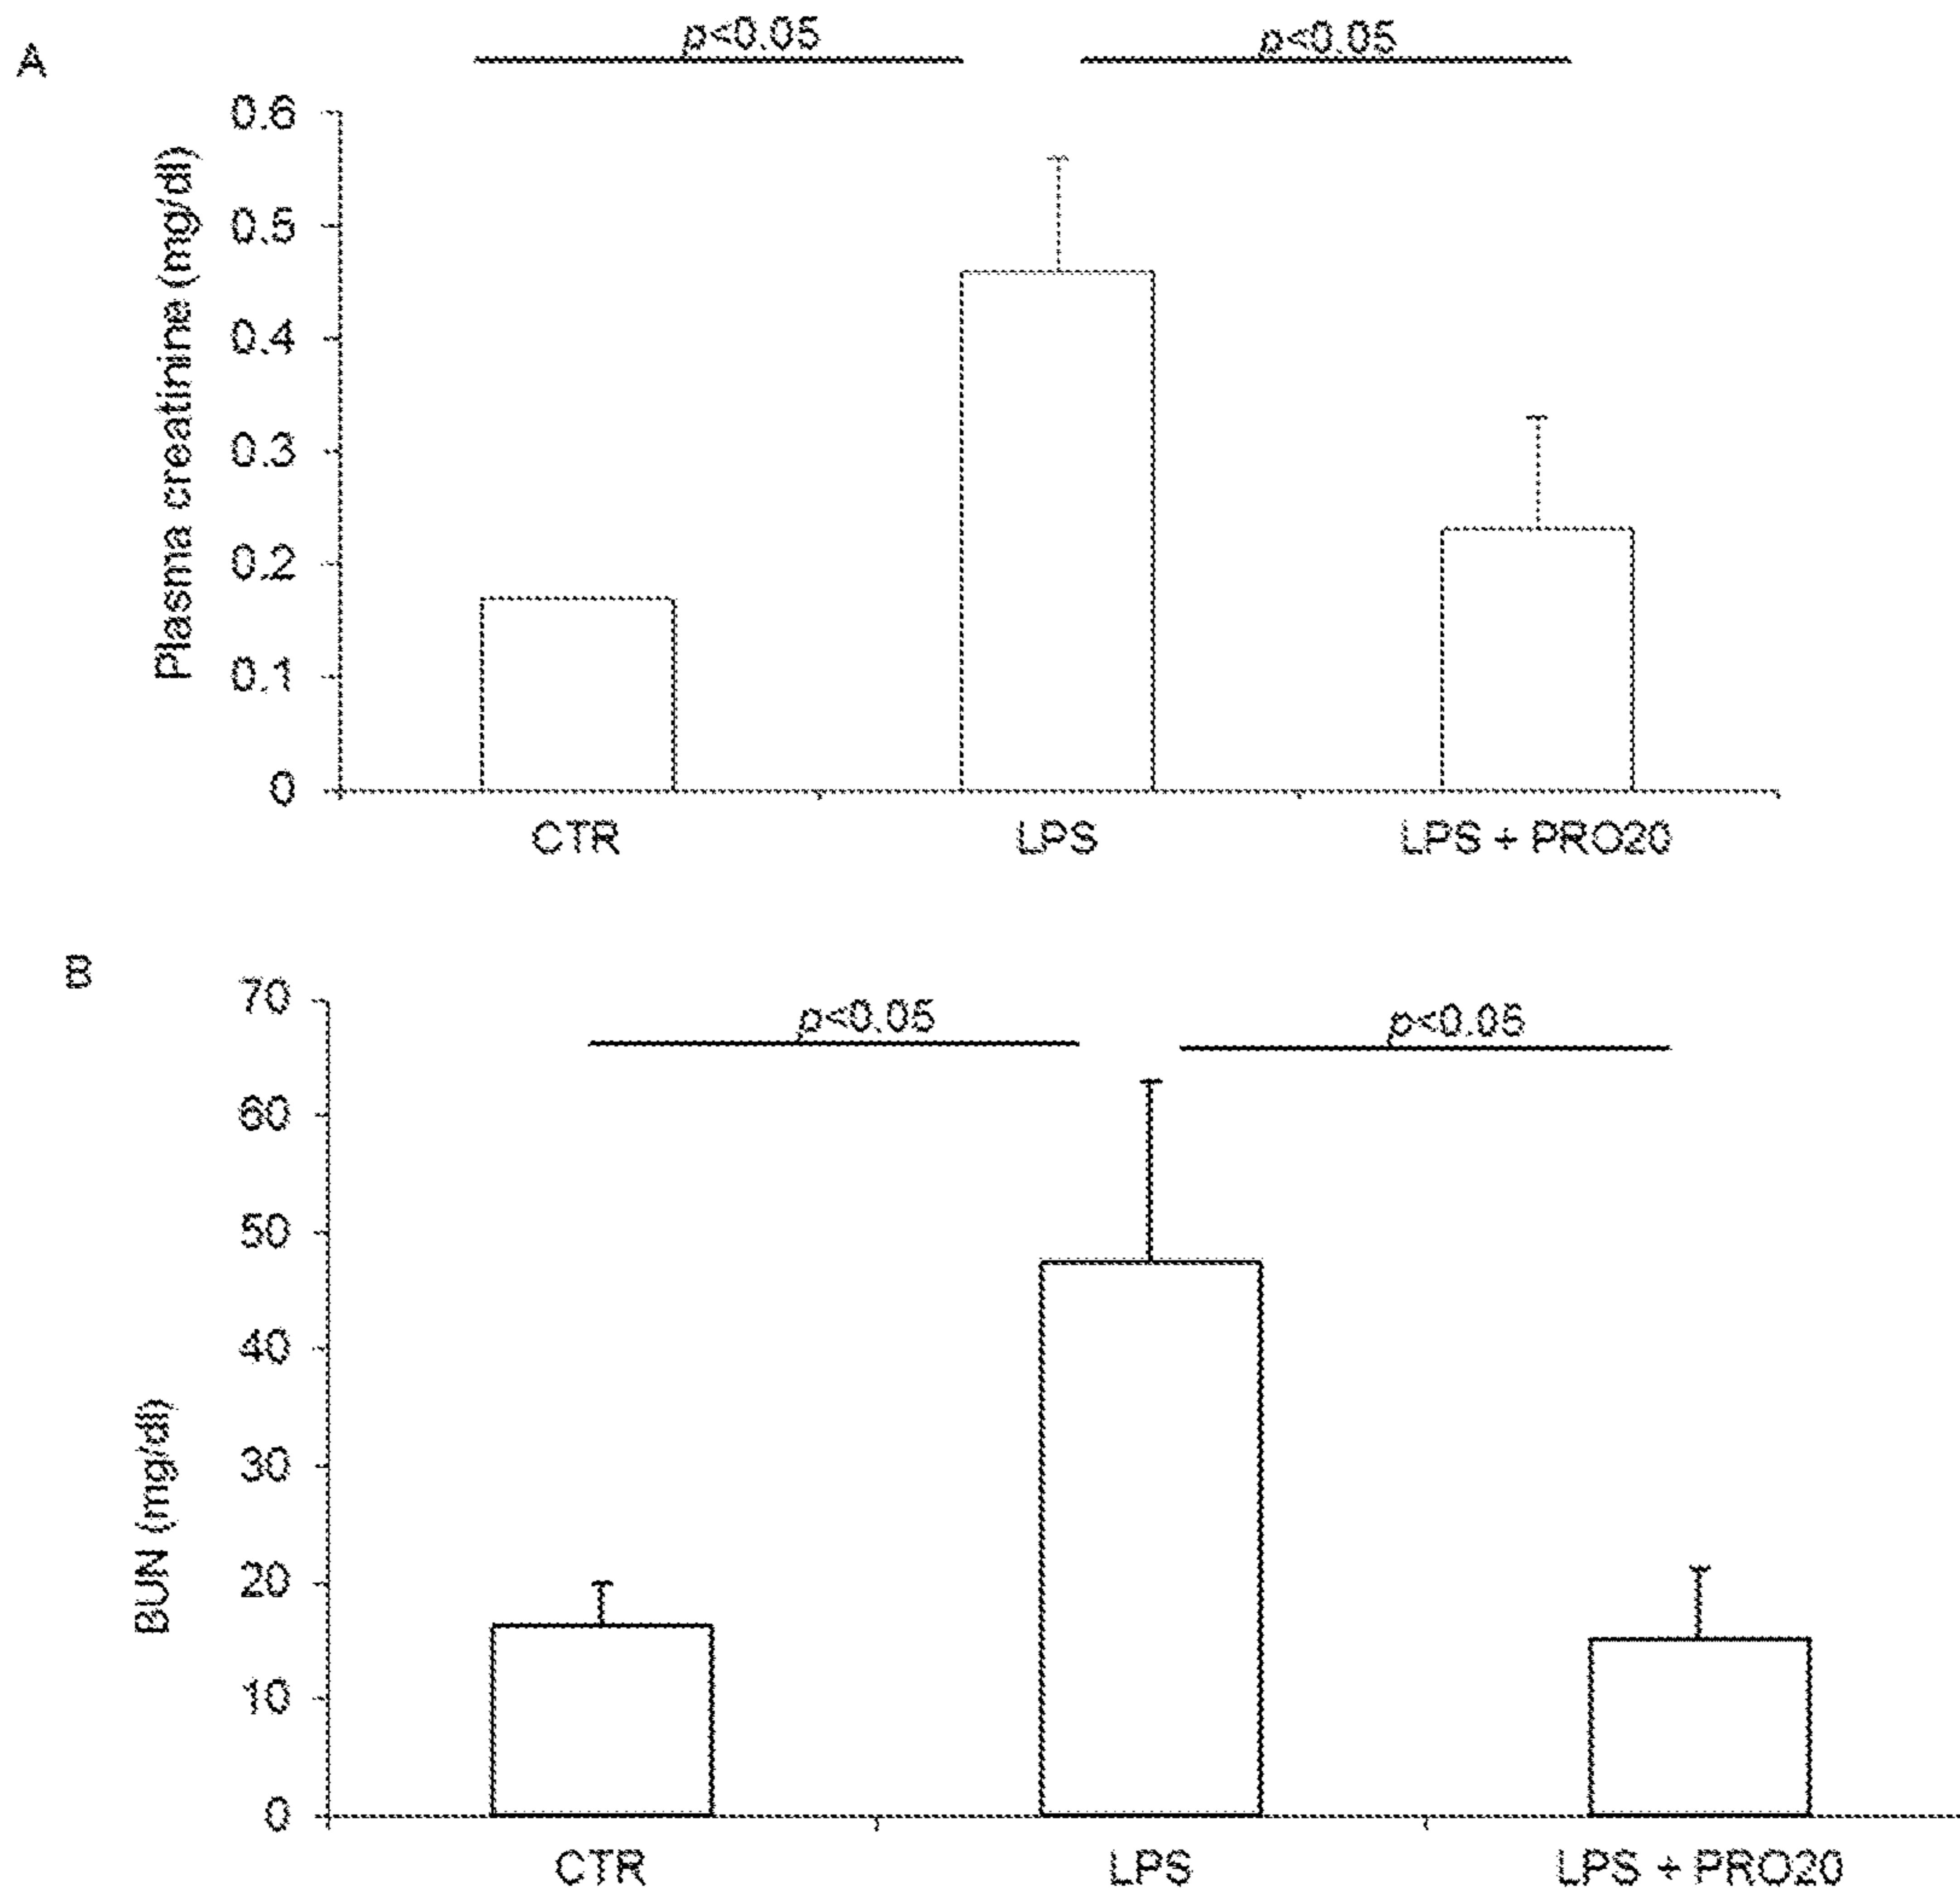 A
p<0.05
p<0.05
Plasma creatinine (mg/dl)
0.6
0.5
0.4
0.3
0.2
0.1
0
CTR
LPS
LPS + PRO20
B
p<0.05
p<0.05
BUN (mg/dl)
70
60
50
40
30
20
10
0
CTR
LPS
LPS + PRO20